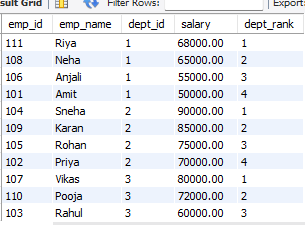 sult Grid Filter Rows: Export:
emp_id emp_name dept_id salary dept_rank
111 Riya 1 68000.00 1
108 Neha 1 65000.00 2
106 Anjali 1 55000.00 3
101 Amit 1 50000.00 4
104 Sneha 2 90000.00 1
109 Karan 2 85000.00 2
105 Rohan 2 75000.00 3
102 Priya 2 70000.00 4
107 Vikas 3 80000.00 1
110 Pooja 3 72000.00 2
103 Rahul 3 60000.00 3